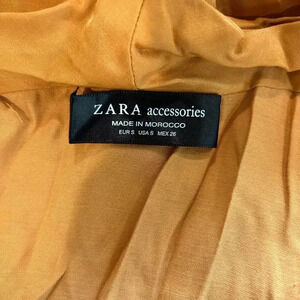 ZARA accessories
MADE IN MOROCCO
EUR S USA S MEX 26